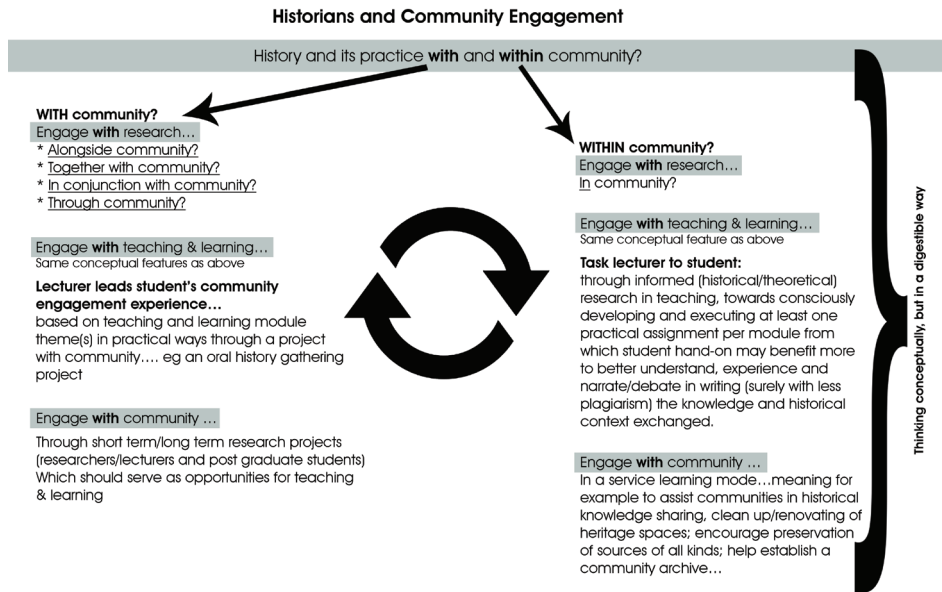 Historians and Community Engagement
History and its practice with and within community?
WITH community?
Engage with research…
* Alongside community?
* Together with community?
* In conjunction with community?
* Through community?
Engage with teaching & learning…
Same conceptual features as above
Lecturer leads student's community
engagement experience…
based on teaching and learning module
theme(s) in practical ways through a project
with community…. eg an oral history gathering
project
Engage with community …
Through short term/long term research projects
(researchers/lecturers and post graduate students)
Which should serve as opportunities for teaching
& learning
WITHIN community?
Engage with research…
In community?
Engage with teaching & learning…
Same conceptual feature as above
Task lecturer to student:
through informed (historical/theoretical)
research in teaching, towards consciously
developing and executing at least one
practical assignment per module from
which student hand-on may benefit more
to better understand, experience and
narrate/debate in writing (surely with less
plagiarism) the knowledge and historical
context exchanged.
Engage with community …
In a service learning mode…meaning for
example to assist communities in historical
knowledge sharing, clean up/renovating of
heritage spaces; encourage preservation
of sources of all kinds; help establish a
community archive…
Thinking conceptually, but in a digestible way